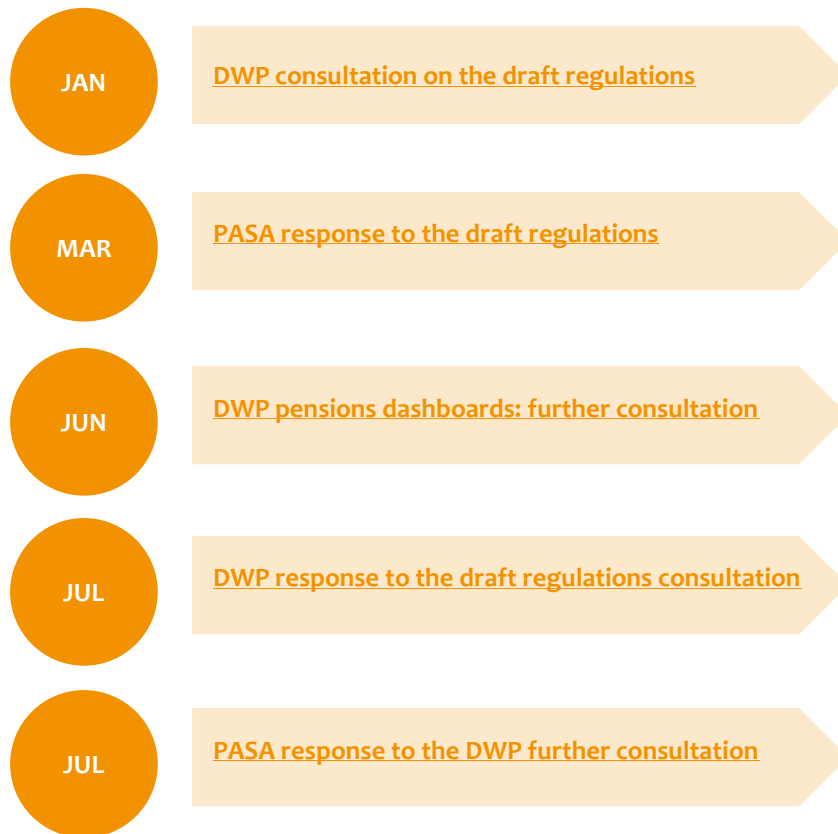 JAN
DWP consultation on the draft regulations
MAR
PASA response to the draft regulations
JUN
DWP pensions dashboards: further consultation
JUL
DWP response to the draft regulations consultation
JUL
PASA response to the DWP further consultation